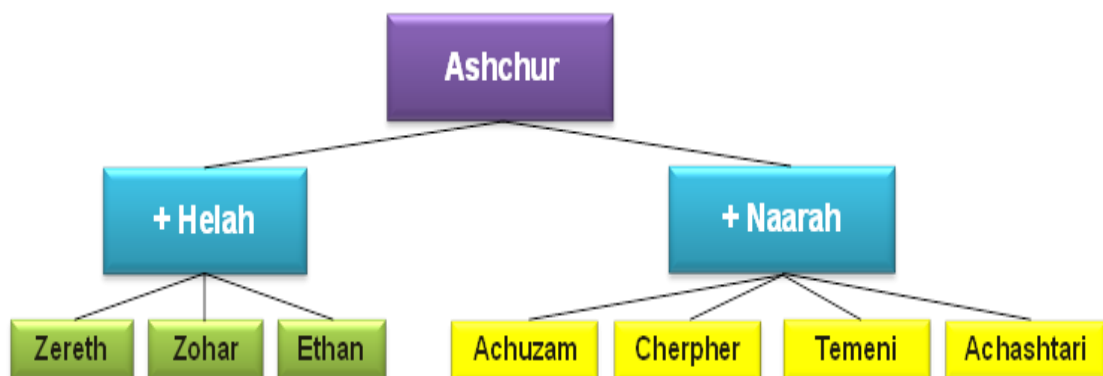 Ashchur
+ Helah
+ Naarah
Zereth
Zohar
Ethan
Achuzam
Cherpher
Temeni
Achashtari